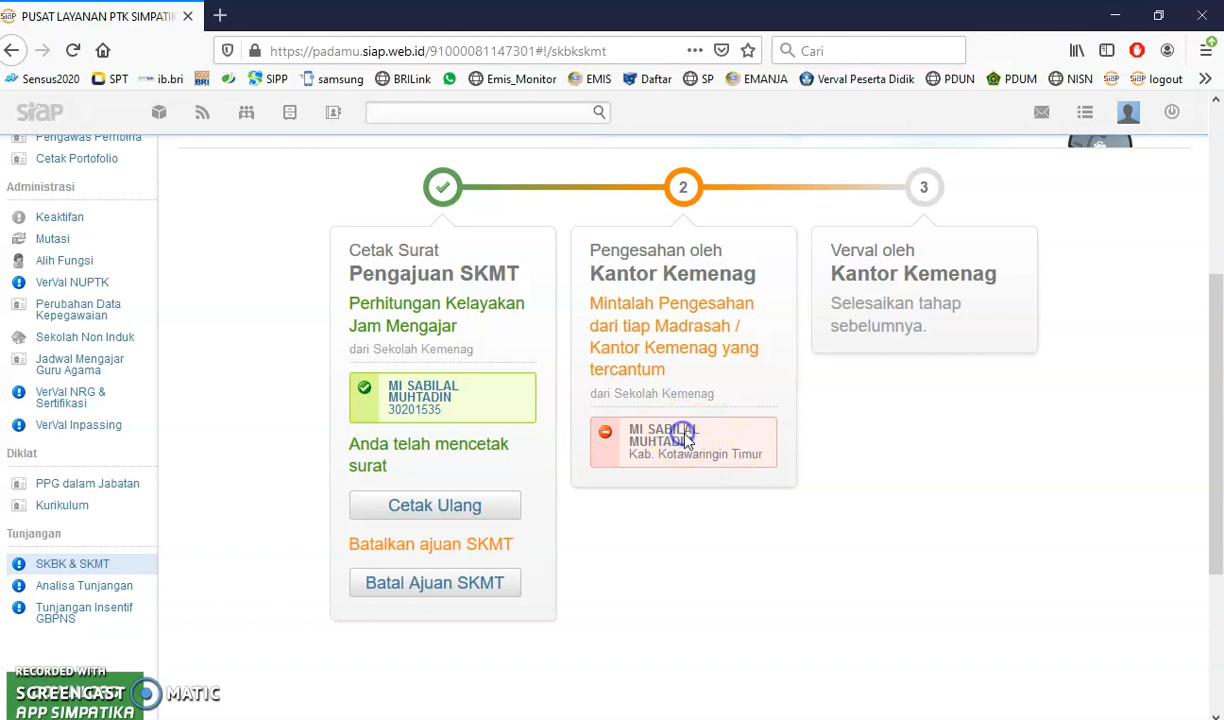 PUSAT LAYANAN PTK SIMPATIK
https://padamu.siap.web.id/91000081147301#!/skbkskmt
Cari
Sensus2020 SPT ib.bri SIPP samsung BRILink Emis_Monitor EMIS Daftar SP EMANJA Verval Peserta Didik PDUN PDUM NISN logout
siap
Pengawas Pembina
Cetak Portofolio
Administrasi
Keaktifan
Mutasi
Alih Fungsi
VerVal NUPTK
Perubahan Data
Kepegawaian
Sekolah Non Induk
Jadwal Mengajar
Guru Agama
VerVal NRG &
Sertifikasi
VerVal Inpassing
Diklat
PPG dalam Jabatan
Kurikulum
Tunjangan
SKBK & SKMT
Analisa Tunjangan
Tunjangan Insentif
GBPNS
Cetak Surat
Pengajuan SKMT
Perhitungan Kelayakan
Jam Mengajar
dari Sekolah Kemenag
MI SABILAL
MUHTADIN
30201535
Anda telah mencetak
surat
Cetak Ulang
Batalkan ajuan SKMT
Batal Ajuan SKMT
2
Pengesahan oleh
Kantor Kemenag
Mintalah Pengesahan
dari tiap Madrasah /
Kantor Kemenag yang
tercantum
dari Sekolah Kemenag
MI SABILAL
MUHTADIN
Kab. Kotawaringin Timur
3
Verval oleh
Kantor Kemenag
Selesaikan tahap
sebelumnya.
RECORDED WITH
SCREENCAST MATIC
APP SIMPATIKA